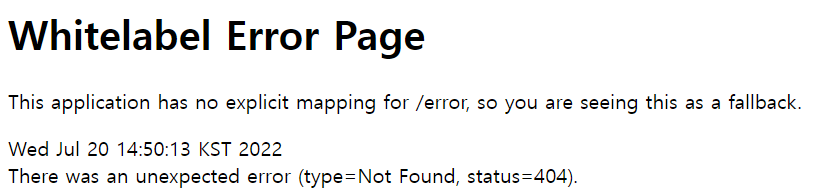 Whitelabel Error Page
This application has no explicit mapping for /error, so you are seeing this as a fallback.
Wed Jul 20 14:50:13 KST 2022
There was an unexpected error (type=Not Found, status=404).